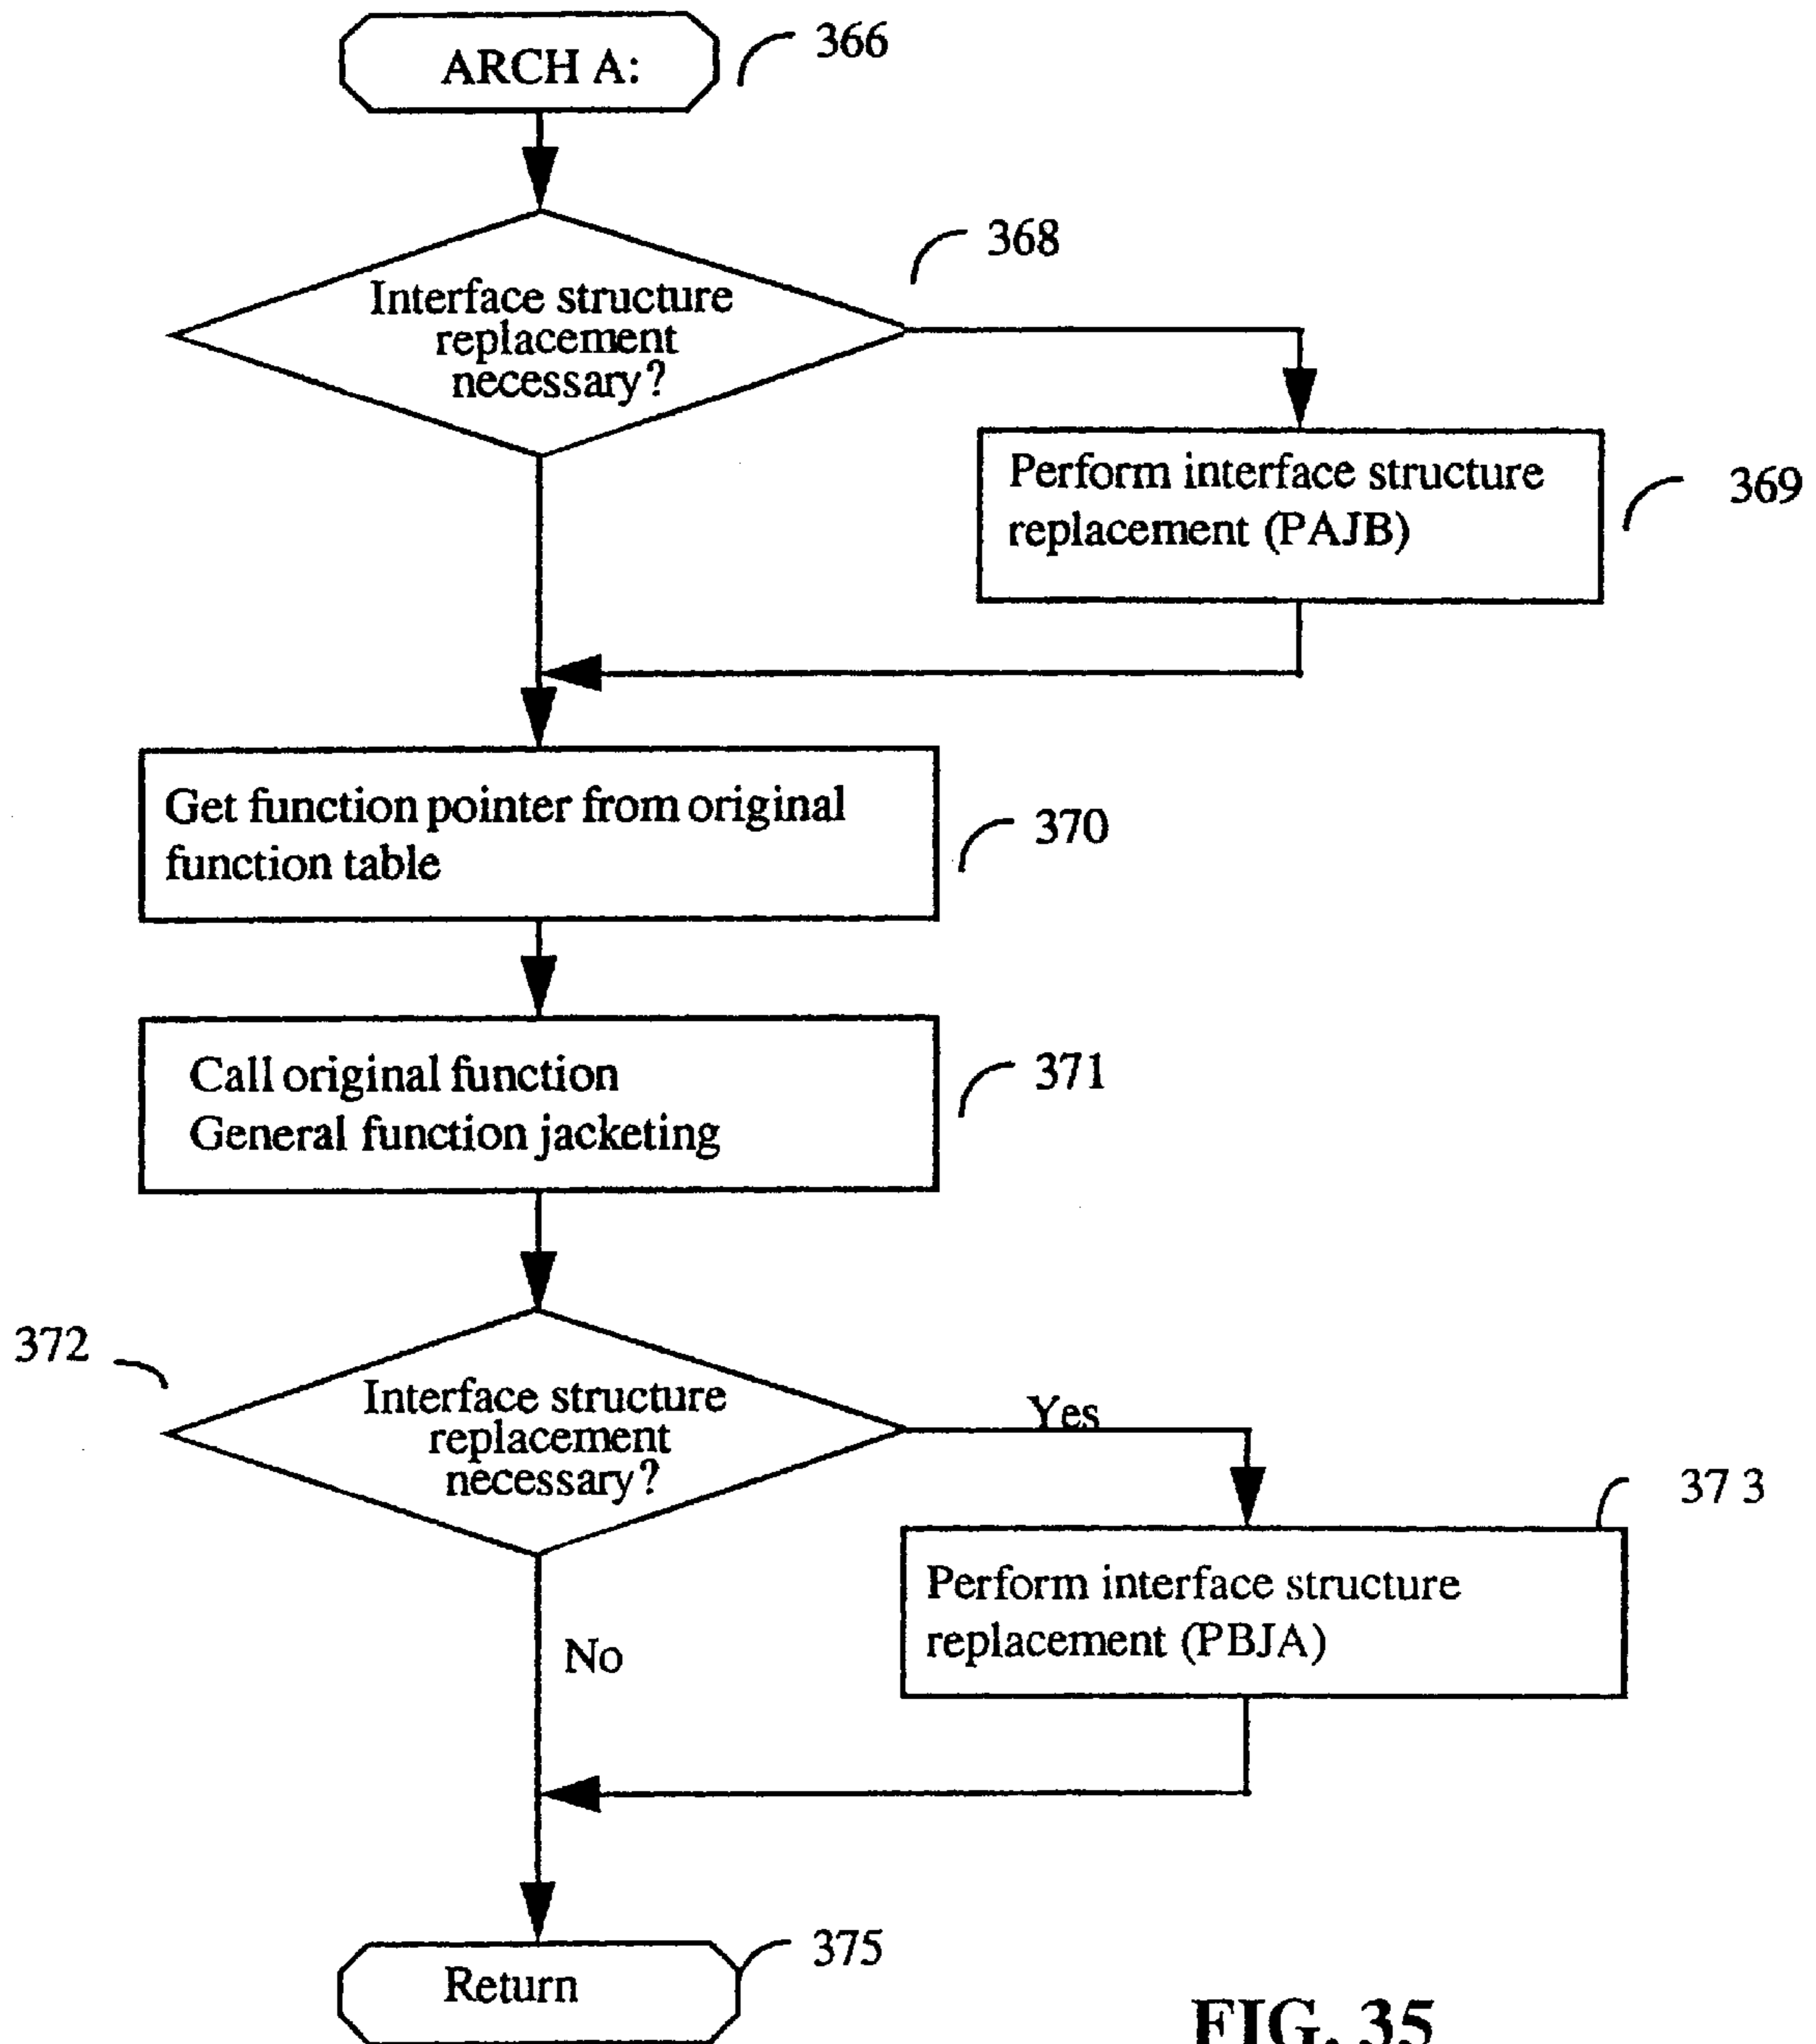 ARCH A:
366
Interface structure
replacement
necessary?
368
Perform interface structure
replacement (PAJB)
369
Get function pointer from original
function table
370
Call original function
General function jacketing
371
372
Interface structure
replacement
necessary?
Yes
37 3
Perform interface structure
replacement (PBJA)
No
Return
375
FIG. 35